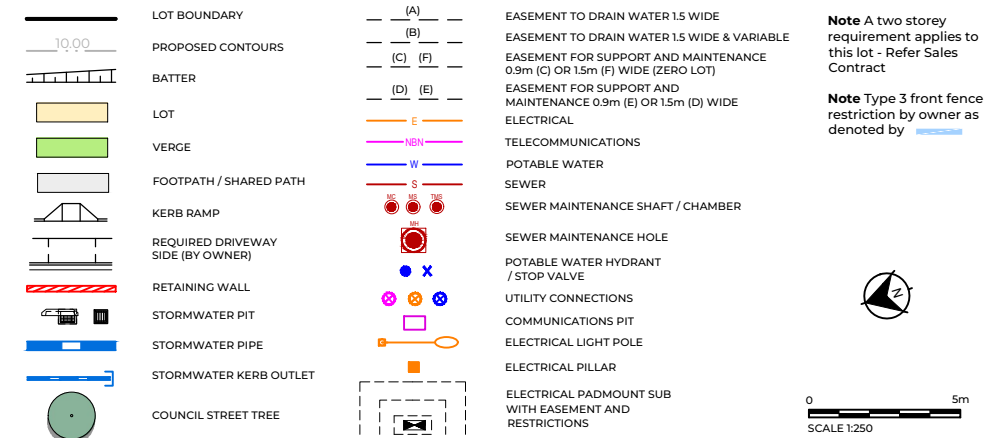 LOT BOUNDARY
10.00
PROPOSED CONTOURS
BATTER
LOT
VERGE
FOOTPATH / SHARED PATH
KERB RAMP
REQUIRED DRIVEWAY
SIDE (BY OWNER)
RETAINING WALL
STORMWATER PIT
STORMWATER PIPE
STORMWATER KERB OUTLET
COUNCIL STREET TREE
(A)
EASEMENT TO DRAIN WATER 1.5 WIDE
(B)
EASEMENT TO DRAIN WATER 1.5 WIDE & VARIABLE
(C) (F)
EASEMENT FOR SUPPORT AND MAINTENANCE
0.9m (C) OR 1.5m (F) WIDE (ZERO LOT)
(D) (E)
EASEMENT FOR SUPPORT AND
MAINTENANCE 0.9m (E) OR 1.5m (D) WIDE
E
ELECTRICAL
NBN
TELECOMMUNICATIONS
W
POTABLE WATER
S
SEWER
MC MS TMS
SEWER MAINTENANCE SHAFT / CHAMBER
MH
SEWER MAINTENANCE HOLE
POTABLE WATER HYDRANT
/ STOP VALVE
UTILITY CONNECTIONS
COMMUNICATIONS PIT
ELECTRICAL LIGHT POLE
ELECTRICAL PILLAR
ELECTRICAL PADMOUNT SUB
WITH EASEMENT AND
RESTRICTIONS
Note A two storey
requirement applies to
this lot - Refer Sales
Contract
Note Type 3 front fence
restriction by owner as
denoted by
N
0 5m
SCALE 1:250